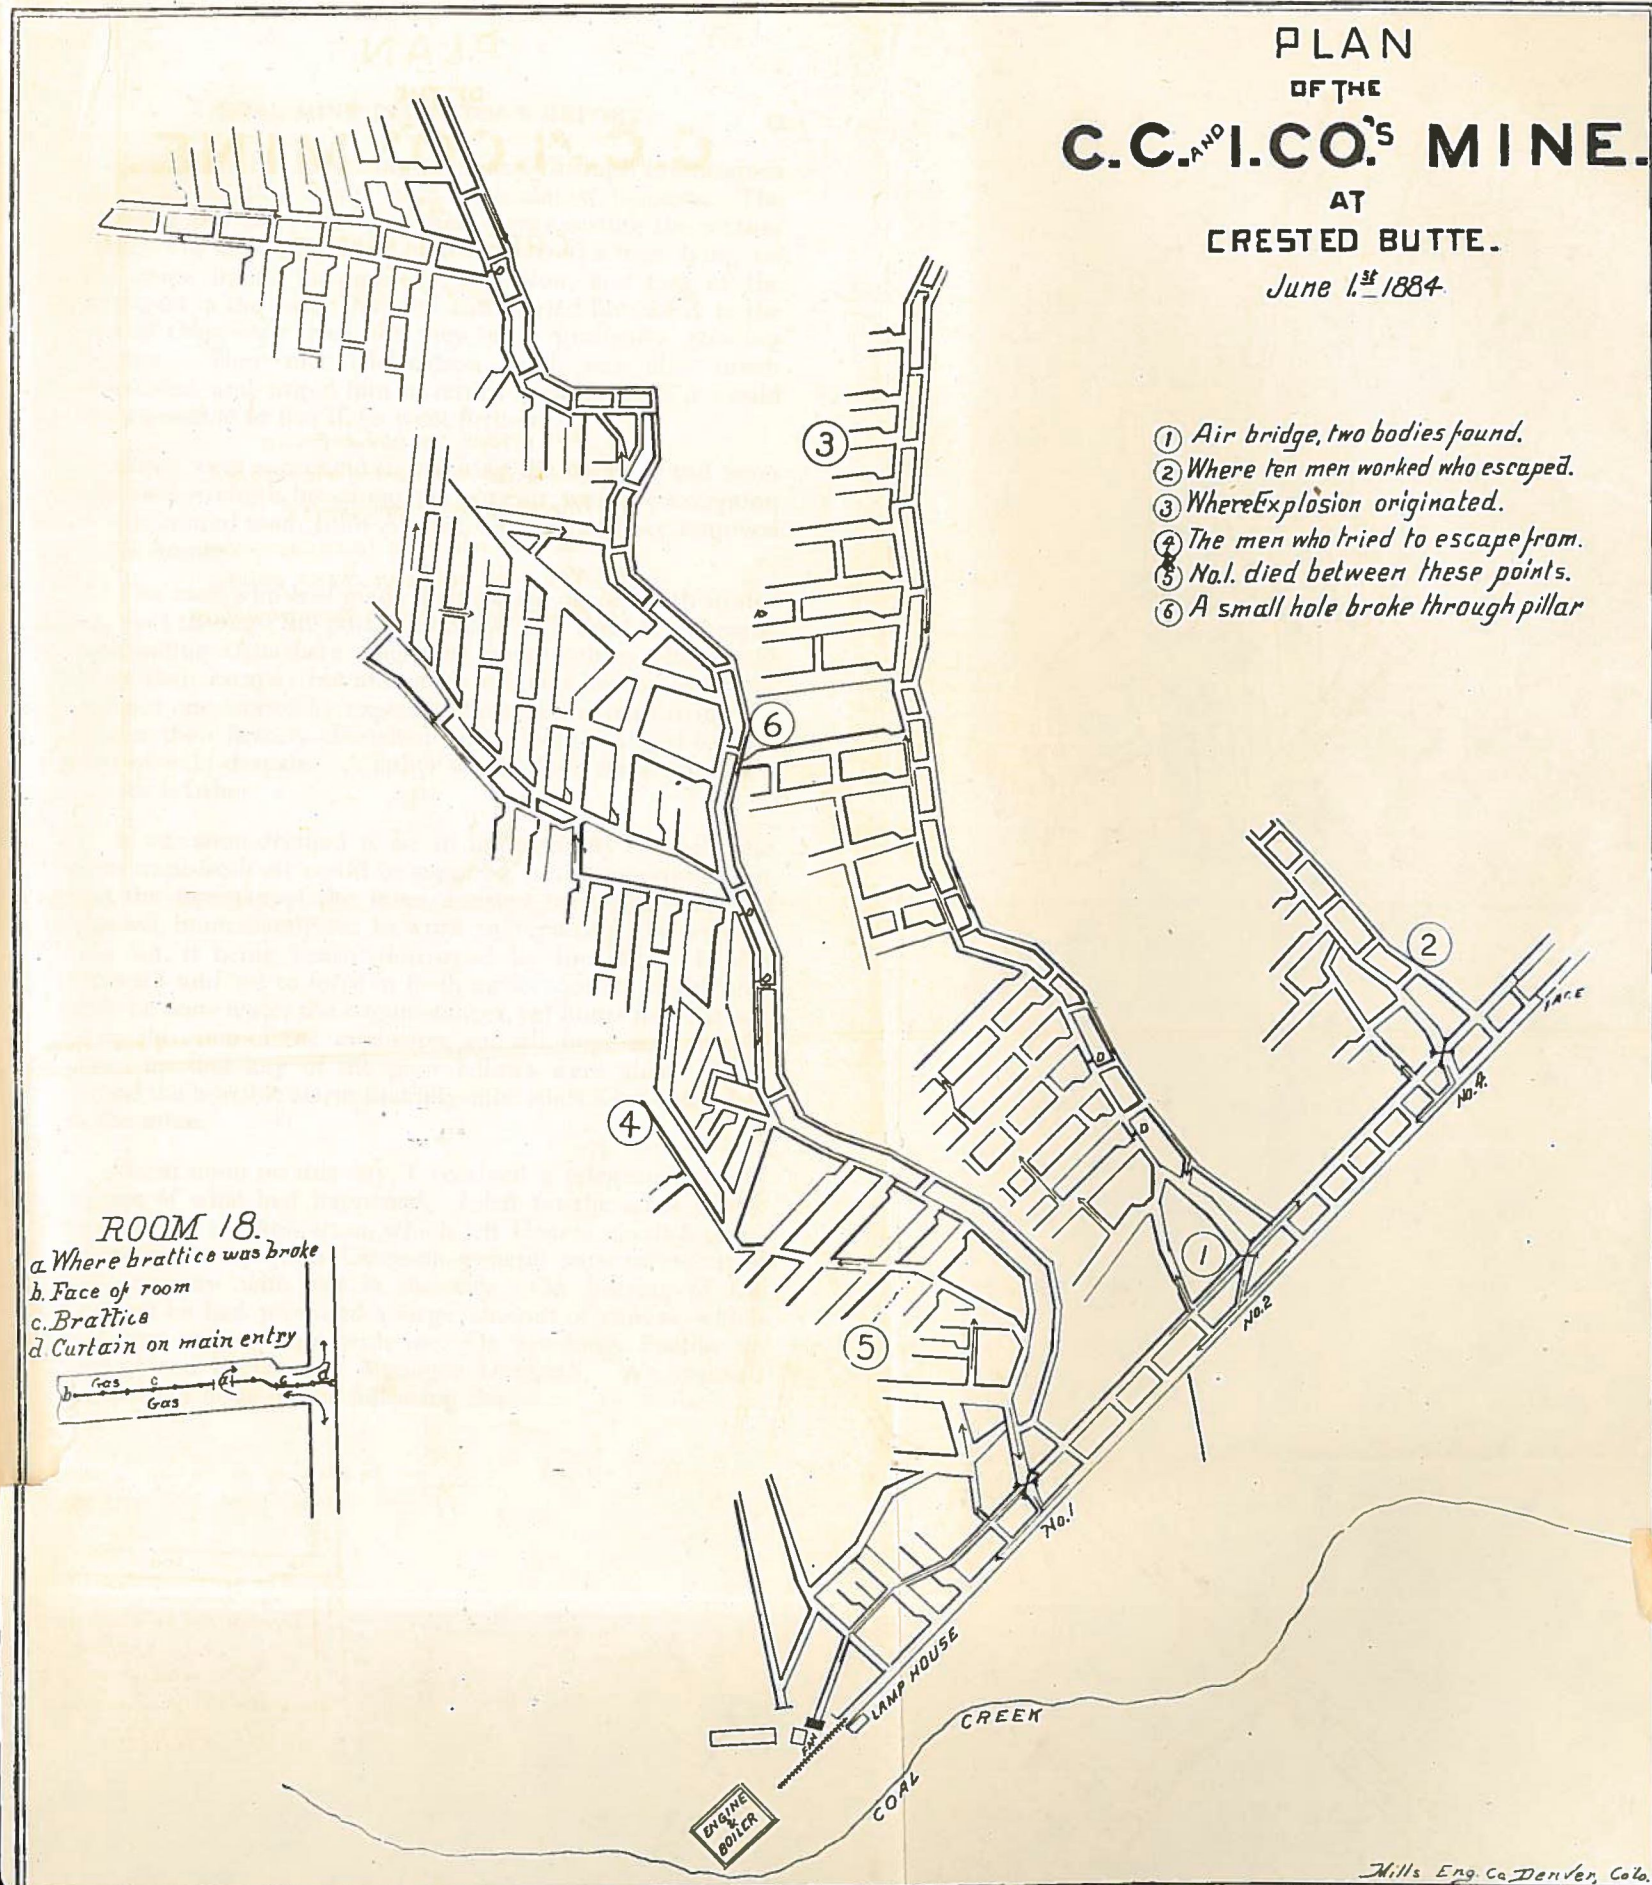 PLAN
OF THE
C.C. AND I. CO.'S MINE.
AT
CRESTED BUTTE.
June 1.st 1884.
① Air bridge, two bodies found.
② Where ten men worked who escaped.
③ Where Explosion originated.
④ The men who tried to escape from.
⑤ No.1. died between these points.
⑥ A small hole broke through pillar
3
6
2
FACE
No.4.
4
1
No.2
5
No.1
ROOM 18.
a. Where brattice was broke
b. Face of room
c. Brattice
d. Curtain on main entry
Gas c a c d
b
Gas
D
D
D
LAMP HOUSE
FAN
COAL CREEK
ENGINE
&
BOILER
Mills Eng. Co Denver, Colo